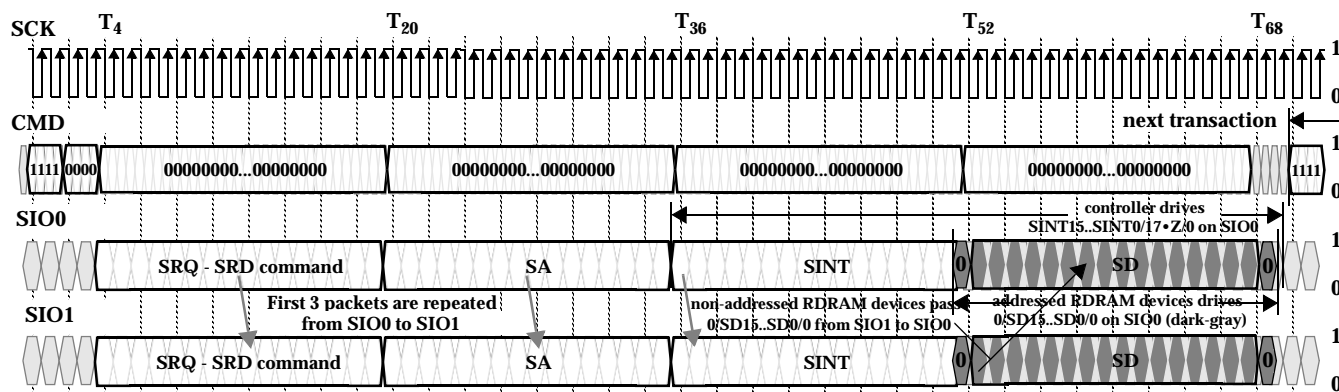 T4 T20 T36 T52 T68
SCK
1
0
CMD
next transaction
1
1111 0000 00000000...00000000 00000000...00000000 00000000...00000000 00000000...00000000 1111
0
SIO0
controller drives
SINT15..SINT0/17•Z/0 on SIO0
1
SRQ - SRD command SA SINT 0 SD 0
0
First 3 packets are repeated
from SIO0 to SIO1
non-addressed RDRAM devices pass
0/SD15..SD0/0 from SIO1 to SIO0
addressed RDRAM devices drives
0/SD15..SD0/0 on SIO0 (dark-gray)
SIO1
1
SRQ - SRD command SA SINT 0 SD 0
0